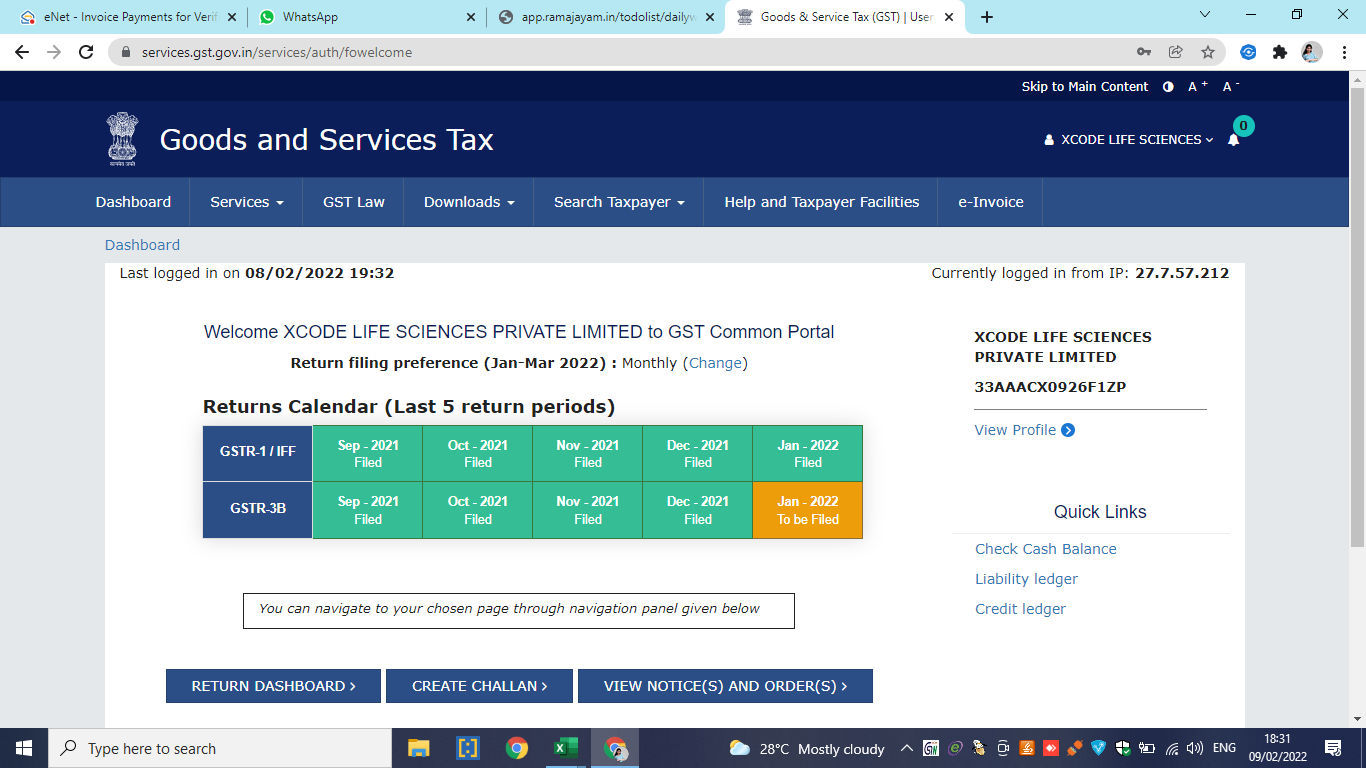 eNet - Invoice Payments for Verif
WhatsApp
app.ramajayam.in/todolist/dailyw
Goods & Service Tax (GST) | User
services.gst.gov.in/services/auth/fowelcome
Skip to Main Content A + A -
Goods and Services Tax
XCODE LIFE SCIENCES
0
Dashboard Services GST Law Downloads Search Taxpayer Help and Taxpayer Facilities e-Invoice
Dashboard
Last logged in on 08/02/2022 19:32
Currently logged in from IP: 27.7.57.212
Welcome XCODE LIFE SCIENCES PRIVATE LIMITED to GST Common Portal
Return filing preference (Jan-Mar 2022) : Monthly (Change)
Returns Calendar (Last 5 return periods)
GSTR-1 / IFF
Sep - 2021 Oct - 2021 Nov - 2021 Dec - 2021 Jan - 2022
Filed Filed Filed Filed Filed
GSTR-3B
Sep - 2021 Oct - 2021 Nov - 2021 Dec - 2021 Jan - 2022
Filed Filed Filed Filed To be Filed
XCODE LIFE SCIENCES
PRIVATE LIMITED
33AAACX0926F1ZP
View Profile
Quick Links
Check Cash Balance
Liability ledger
Credit ledger
You can navigate to your chosen page through navigation panel given below
RETURN DASHBOARD > CREATE CHALLAN > VIEW NOTICE(S) AND ORDER(S) >
Type here to search
28°C Mostly cloudy
ENG
18:31
09/02/2022